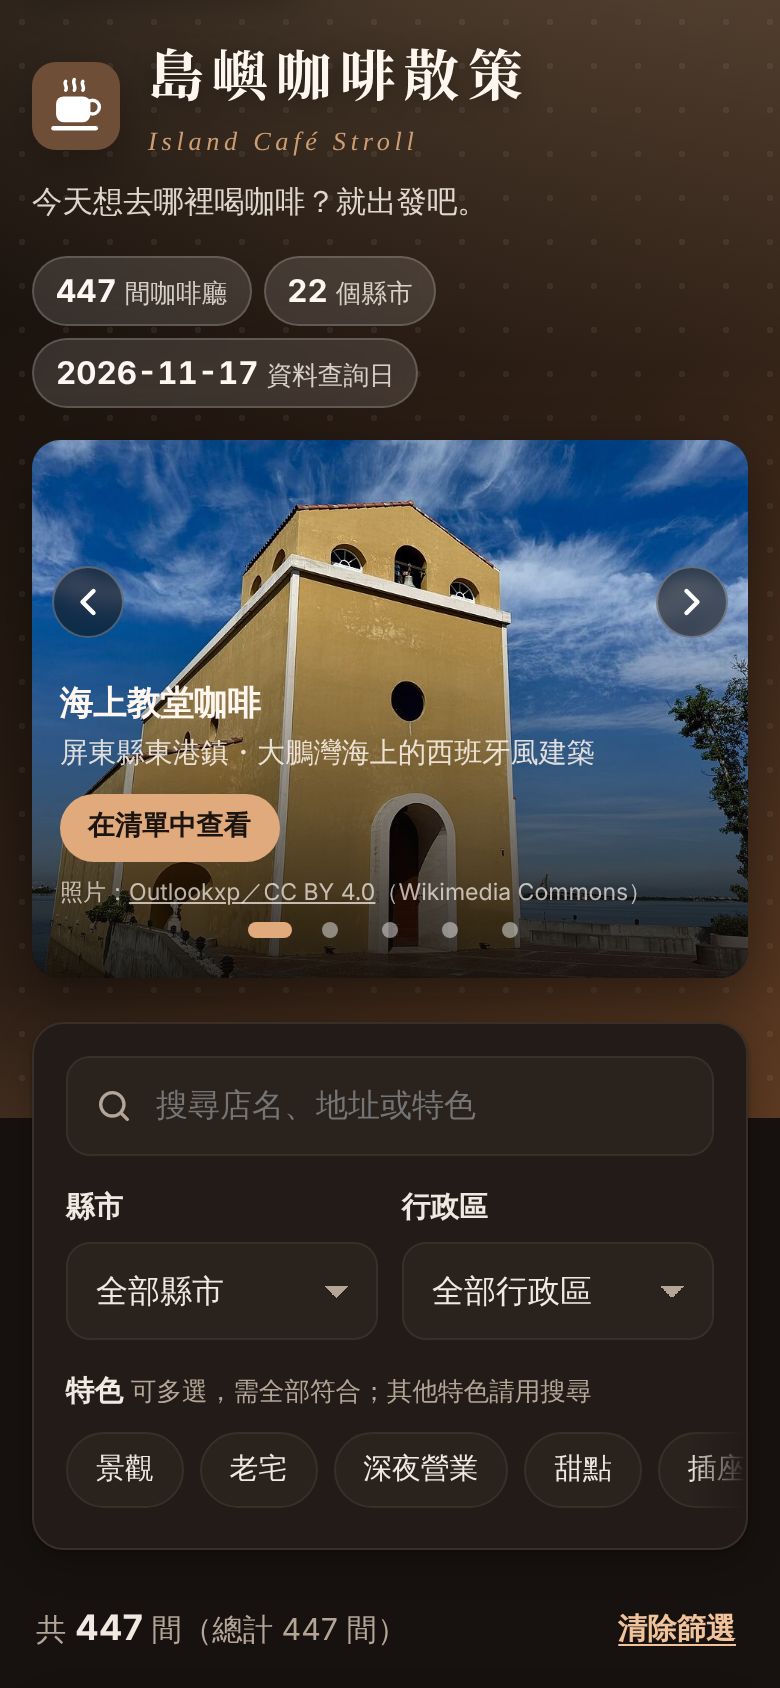 島嶼咖啡散策
Island Café Stroll
今天想去哪裡喝咖啡？就出發吧。
447 間咖啡廳
22 個縣市
2026-11-17 資料查詢日
海上教堂咖啡
屏東縣東港鎮・大鵬灣海上的西班牙風建築
在清單中查看
照片：Outlookxp／CC BY 4.0（Wikimedia Commons）
搜尋店名、地址或特色
縣市
行政區
全部縣市
全部行政區
特色 可多選，需全部符合；其他特色請用搜尋
景觀
老宅
深夜營業
甜點
插座
共 447 間（總計 447 間）
清除篩選